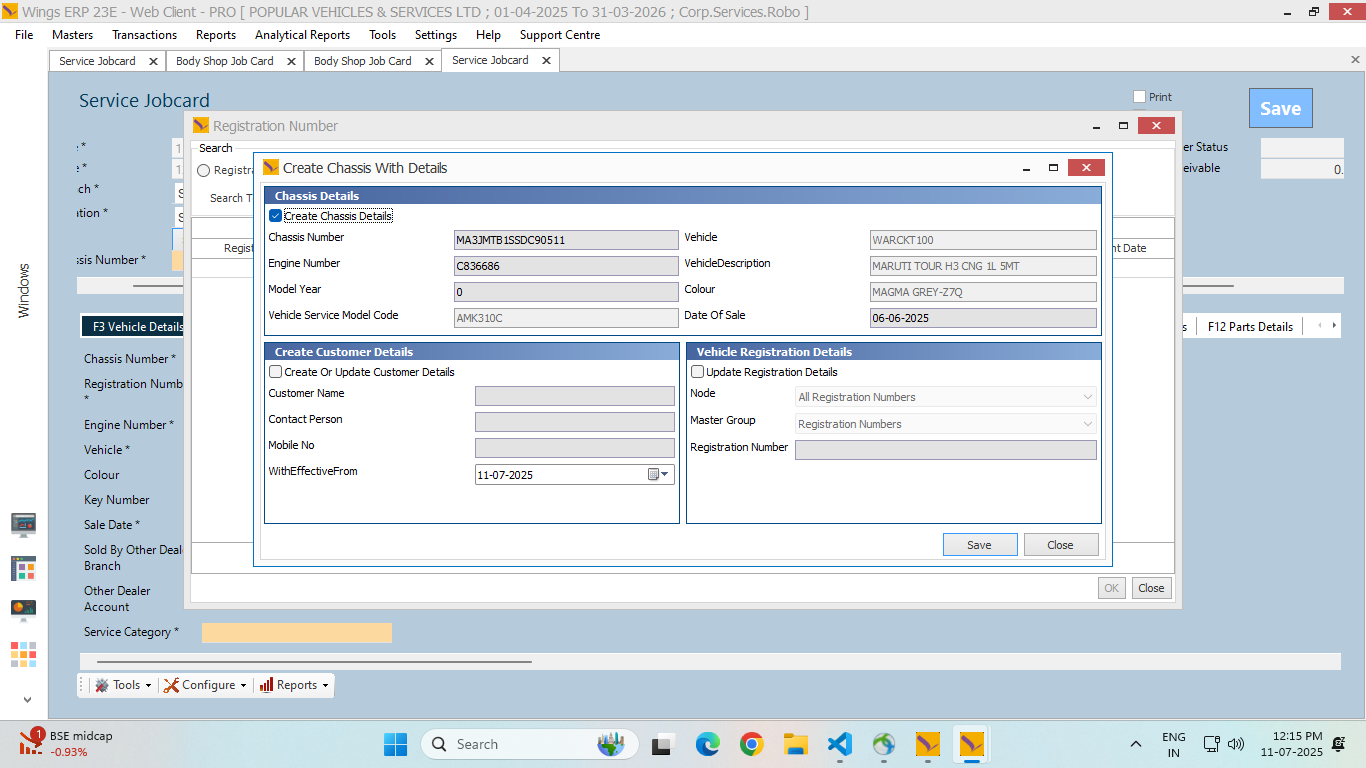 Wings ERP 23E - Web Client - PRO [ POPULAR VEHICLES & SERVICES LTD ; 01-04-2025 To 31-03-2026 ; Corp.Services.Robo ]
File Masters Transactions Reports Analytical Reports Tools Settings Help Support Centre
Service Jobcard Body Shop Job Card Body Shop Job Card Service Jobcard
Service Jobcard
Print
Save
Registration Number
Search
er Status
eivable
0.
ch *
ation *
ssis Number *
Search T
Regist
nt Date
Create Chassis With Details
Chassis Details
Create Chassis Details
Chassis Number MA3JMTB1SSDC90511 Vehicle WARCKT100
Engine Number C836686 VehicleDescription MARUTI TOUR H3 CNG 1L 5MT
Model Year 0 Colour MAGMA GREY-Z7Q
Vehicle Service Model Code AMK310C Date Of Sale 06-06-2025
Create Customer Details
Create Or Update Customer Details
Customer Name
Contact Person
Mobile No
WithEffectiveFrom 11-07-2025
Vehicle Registration Details
Update Registration Details
Node All Registration Numbers
Master Group Registration Numbers
Registration Number
Save Close
OK Close
Windows
F3 Vehicle Details
s F12 Parts Details
Chassis Number *
Registration Numb
*
Engine Number *
Vehicle *
Colour
Key Number
Sale Date *
Sold By Other Deal
Branch
Other Dealer
Account
Service Category *
Tools Configure Reports
1
BSE midcap
-0.93%
Search
ENG
IN
12:15 PM
11-07-2025